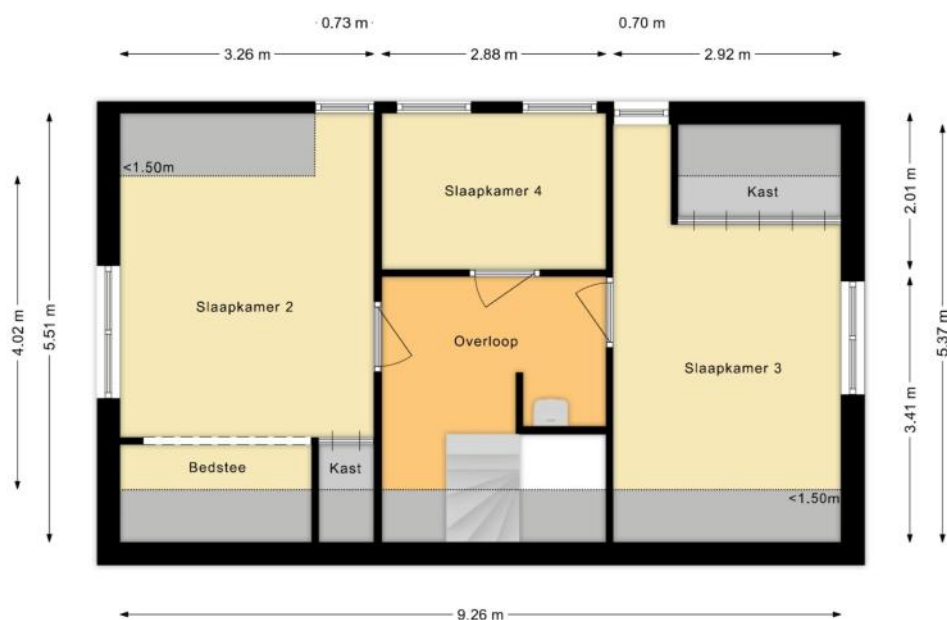 0.73 m
0.70 m
3.26 m
2.88 m
2.92 m
<1.50m
Slaapkamer 4
Kast
2.01 m
Slaapkamer 2
4.02 m
5.51 m
Overloop
Slaapkamer 3
5.37 m
3.41 m
Bedstee
Kast
<1.50m
9.26 m